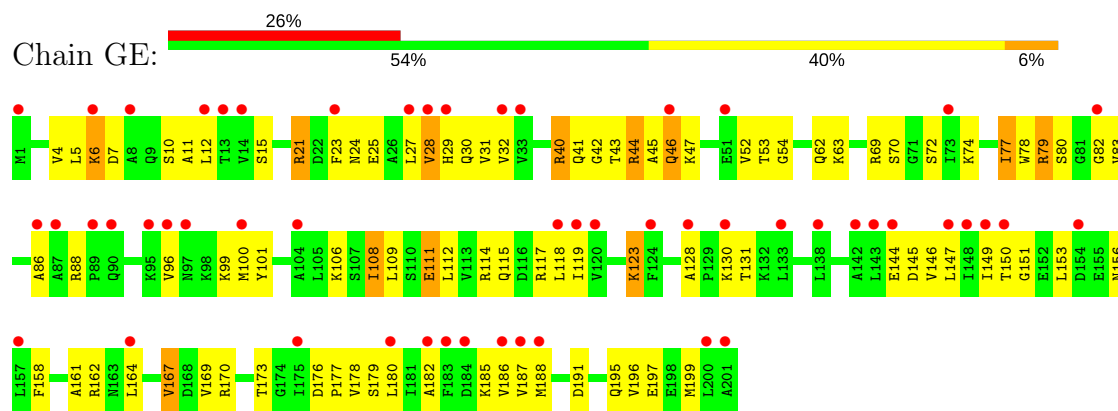 26%
Chain GE:
54% 40% 6%
M1 V4 L5 K6 D7 A8 Q9 S10 A11 L12 T13 V14 S15 R21 D22 F23 N24 E25 A26 L27 V28 H29 Q30 V31 V32 V33 R40 Q41 G42 T43 R44 A45 Q46 K47 E51 V52 T53 G54 Q62 K63 R69 S70 G71 S72 I73 K74 I77 W78 R79 S80 G81 G82 V83
A86 A87 R88 P89 Q90 K95 V96 N97 K98 K99 M100 Y101 A104 L105 K106 S107 I108 L109 S110 E111 L112 V113 R114 Q115 D116 R117 L118 I119 V120 K123 F124 A128 P129 K130 T131 K132 L133 L138 A142 L143 E144 D145 V146 L147 I148 I149 T150 G151 E152 L153 D154 E155 N156
L157 F158 A161 R162 N163 L164 V167 D168 V169 R170 T173 G174 I175 D176 P177 V178 S179 L180 I181 A182 F183 D184 K185 V186 V187 M188 D191 Q195 V196 E197 E198 M199 L200 A201